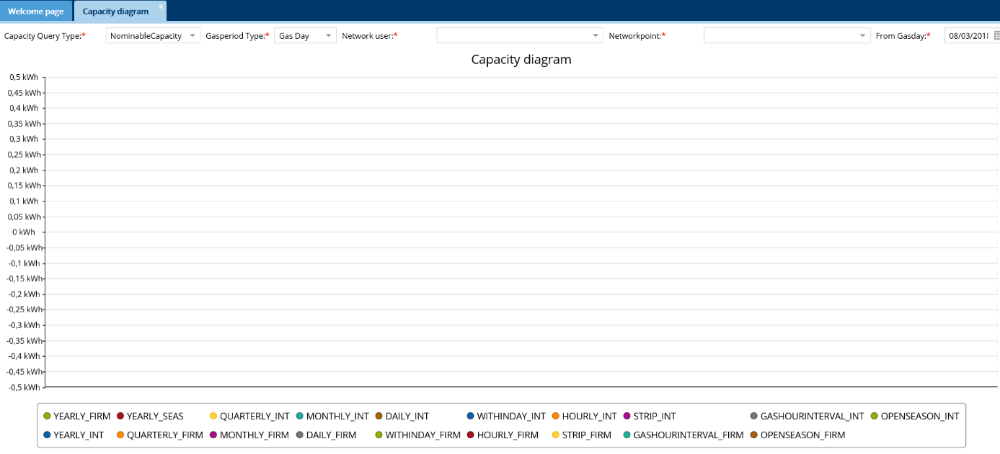 Welcome page Capacity diagram x
Capacity Query Type:* NominableCapacity Gasperiod Type:* Gas Day Network user:* Networkpoint:* From Gasday:* 08/03/2018
Capacity diagram
0,5 kWh
0,45 kWh
0,4 kWh
0,35 kWh
0,3 kWh
0,25 kWh
0,2 kWh
0,15 kWh
0,1 kWh
0,05 kWh
0 kWh
-0,05 kWh
-0,1 kWh
-0,15 kWh
-0,2 kWh
-0,25 kWh
-0,3 kWh
-0,35 kWh
-0,4 kWh
-0,45 kWh
-0,5 kWh
YEARLY_FIRM YEARLY_SEAS QUARTERLY_INT MONTHLY_INT DAILY_INT WITHINDAY_INT HOURLY_INT STRIP_INT GASHOURINTERVAL_INT OPENSEASON_INT
YEARLY_INT QUARTERLY_FIRM MONTHLY_FIRM DAILY_FIRM WITHINDAY_FIRM HOURLY_FIRM STRIP_FIRM GASHOURINTERVAL_FIRM OPENSEASON_FIRM